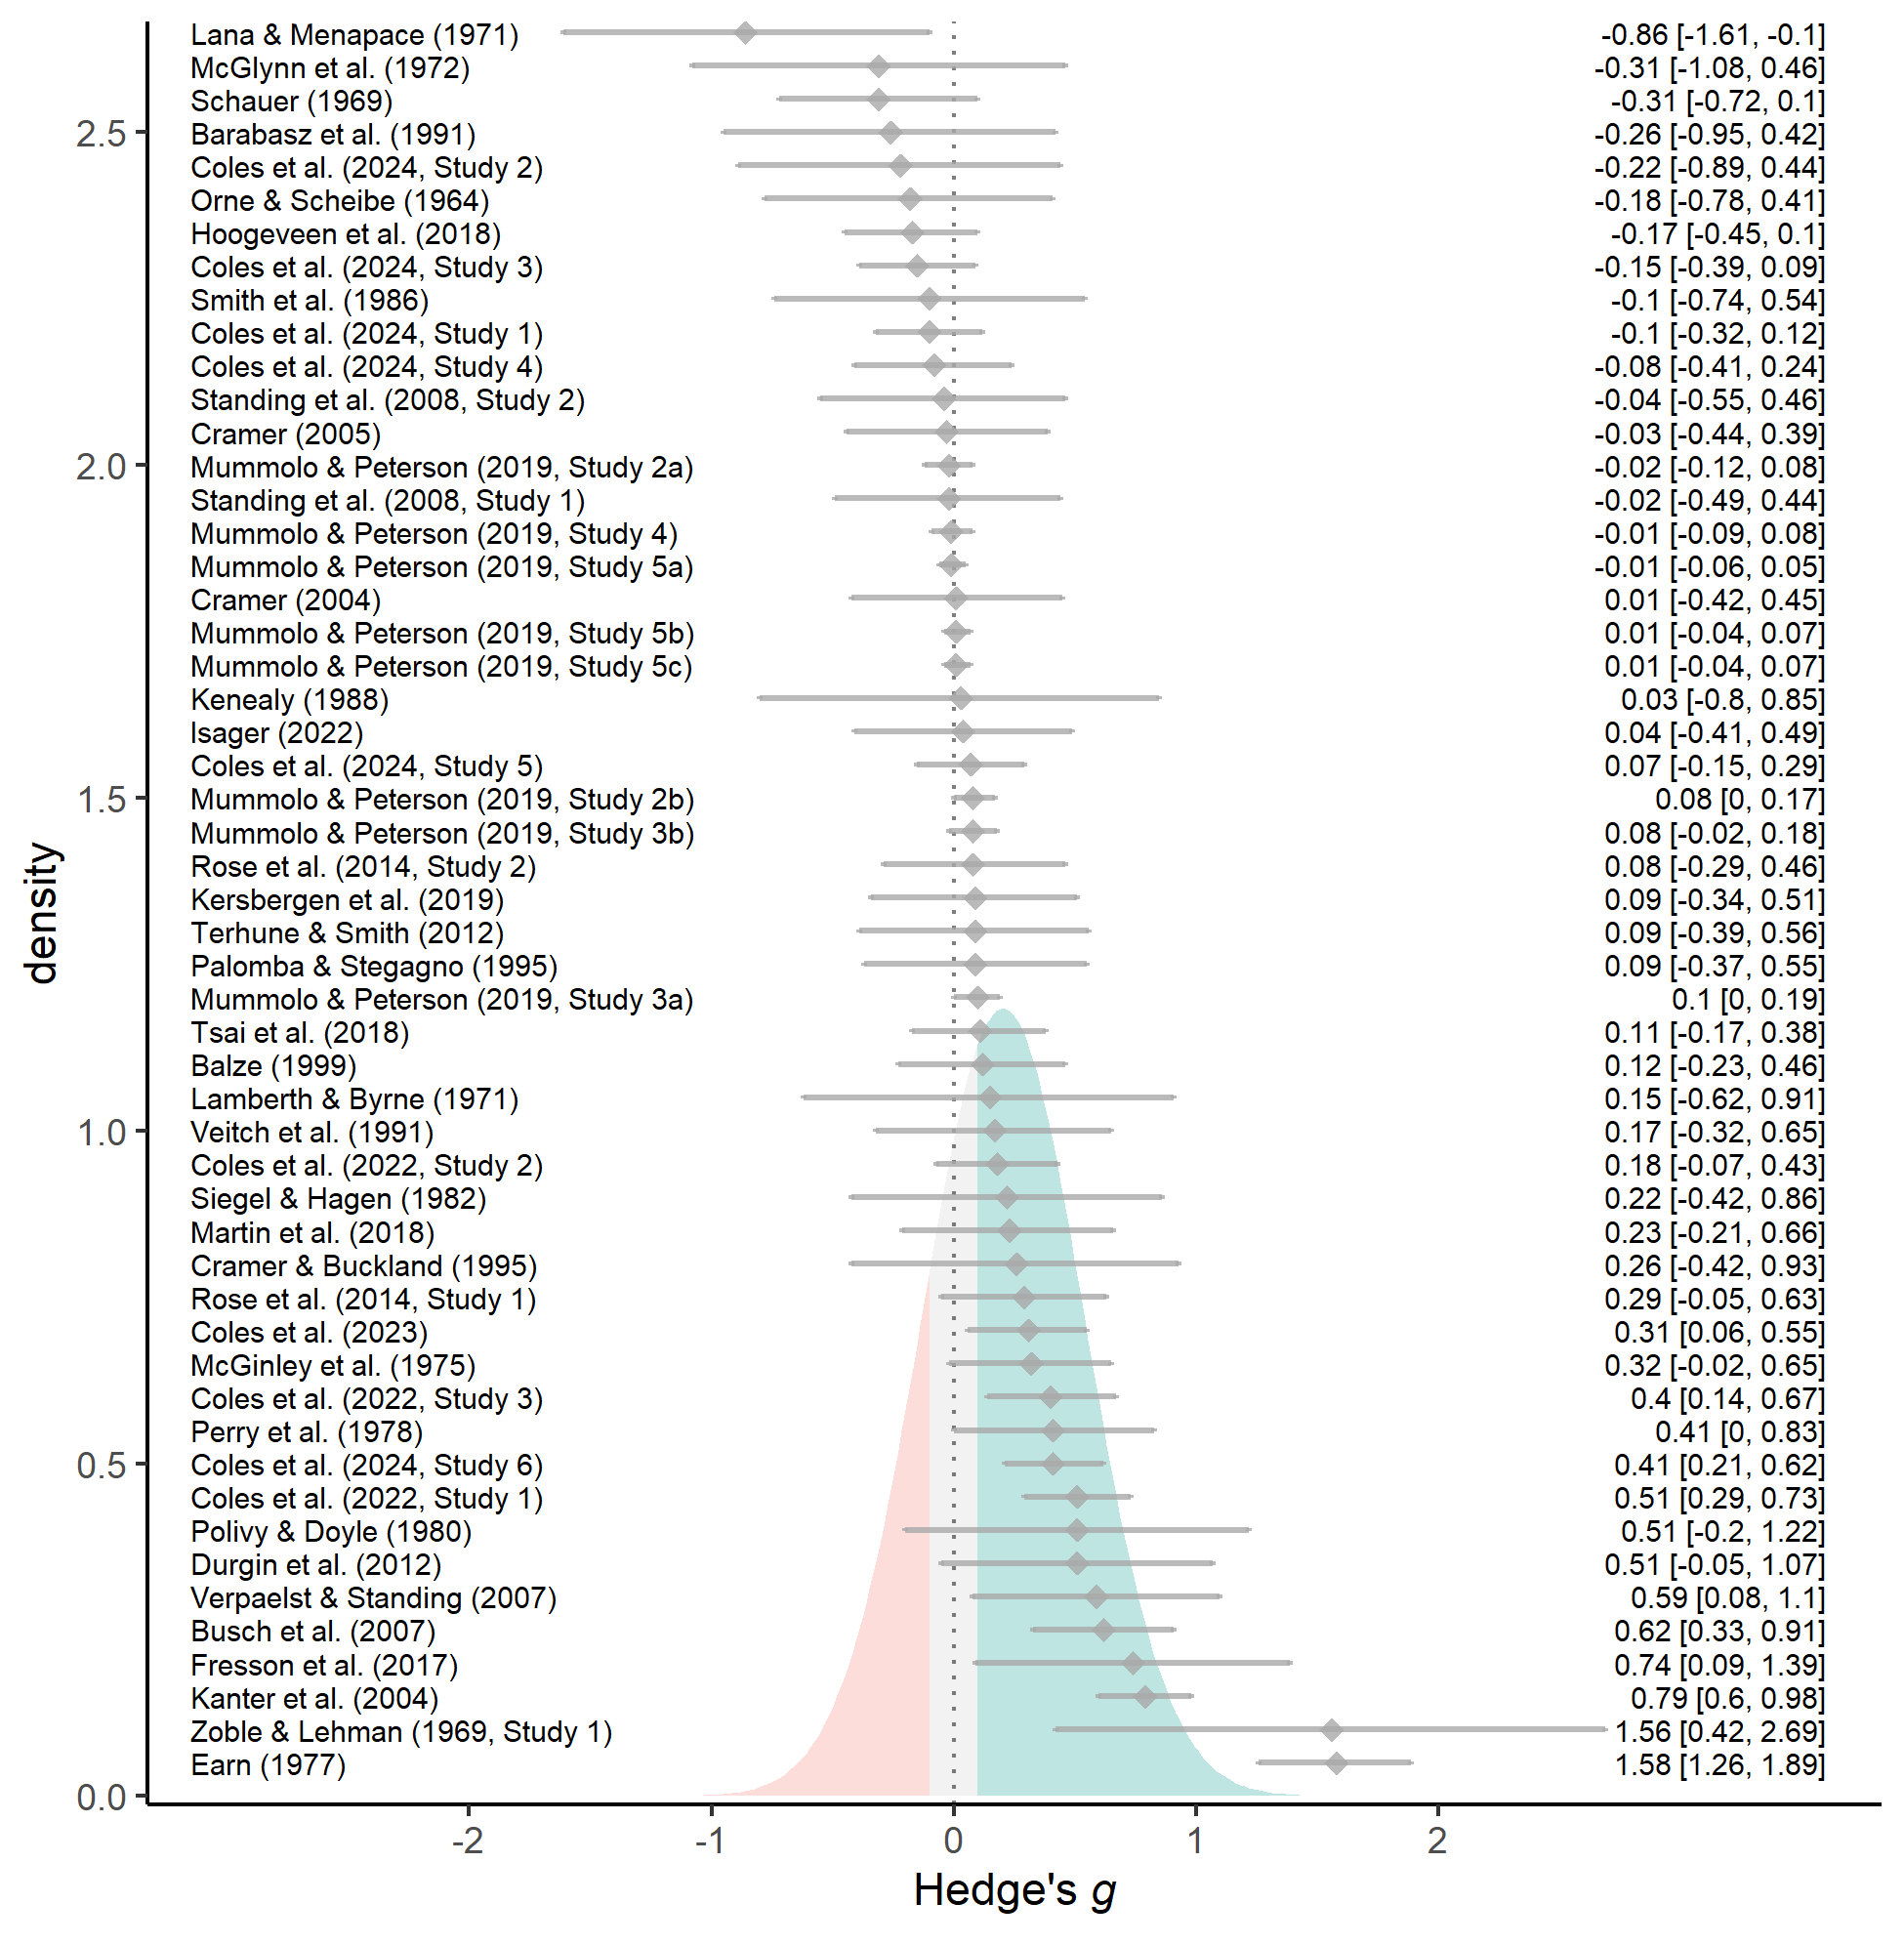 Lana & Menapace (1971) -0.86 [-1.61, -0.1]
McGlynn et al. (1972) -0.31 [-1.08, 0.46]
Schauer (1969) -0.31 [-0.72, 0.1]
2.5 Barabasz et al. (1991) -0.26 [-0.95, 0.42]
Coles et al. (2024, Study 2) -0.22 [-0.89, 0.44]
Orne & Scheibe (1964) -0.18 [-0.78, 0.41]
Hoogeveen et al. (2018) -0.17 [-0.45, 0.1]
Coles et al. (2024, Study 3) -0.15 [-0.39, 0.09]
Smith et al. (1986) -0.1 [-0.74, 0.54]
Coles et al. (2024, Study 1) -0.1 [-0.32, 0.12]
Coles et al. (2024, Study 4) -0.08 [-0.41, 0.24]
Standing et al. (2008, Study 2) -0.04 [-0.55, 0.46]
Cramer (2005) -0.03 [-0.44, 0.39]
2.0 Mummolo & Peterson (2019, Study 2a) -0.02 [-0.12, 0.08]
Standing et al. (2008, Study 1) -0.02 [-0.49, 0.44]
Mummolo & Peterson (2019, Study 4) -0.01 [-0.09, 0.08]
Mummolo & Peterson (2019, Study 5a) -0.01 [-0.06, 0.05]
Cramer (2004) 0.01 [-0.42, 0.45]
Mummolo & Peterson (2019, Study 5b) 0.01 [-0.04, 0.07]
Mummolo & Peterson (2019, Study 5c) 0.01 [-0.04, 0.07]
Kenealy (1988) 0.03 [-0.8, 0.85]
Isager (2022) 0.04 [-0.41, 0.49]
Coles et al. (2024, Study 5) 0.07 [-0.15, 0.29]
1.5 Mummolo & Peterson (2019, Study 2b) 0.08 [0, 0.17]
Mummolo & Peterson (2019, Study 3b) 0.08 [-0.02, 0.18]
Rose et al. (2014, Study 2) 0.08 [-0.29, 0.46]
Kersbergen et al. (2019) 0.09 [-0.34, 0.51]
density
Terhune & Smith (2012) 0.09 [-0.39, 0.56]
Palomba & Stegagno (1995) 0.09 [-0.37, 0.55]
Mummolo & Peterson (2019, Study 3a) 0.1 [0, 0.19]
Tsai et al. (2018) 0.11 [-0.17, 0.38]
Balze (1999) 0.12 [-0.23, 0.46]
Lamberth & Byrne (1971) 0.15 [-0.62, 0.91]
1.0 Veitch et al. (1991) 0.17 [-0.32, 0.65]
Coles et al. (2022, Study 2) 0.18 [-0.07, 0.43]
Siegel & Hagen (1982) 0.22 [-0.42, 0.86]
Martin et al. (2018) 0.23 [-0.21, 0.66]
Cramer & Buckland (1995) 0.26 [-0.42, 0.93]
Rose et al. (2014, Study 1) 0.29 [-0.05, 0.63]
Coles et al. (2023) 0.31 [0.06, 0.55]
McGinley et al. (1975) 0.32 [-0.02, 0.65]
Coles et al. (2022, Study 3) 0.4 [0.14, 0.67]
Perry et al. (1978) 0.41 [0, 0.83]
0.5 Coles et al. (2024, Study 6) 0.41 [0.21, 0.62]
Coles et al. (2022, Study 1) 0.51 [0.29, 0.73]
Polivy & Doyle (1980) 0.51 [-0.2, 1.22]
Durgin et al. (2012) 0.51 [-0.05, 1.07]
Verpaelst & Standing (2007) 0.59 [0.08, 1.1]
Busch et al. (2007) 0.62 [0.33, 0.91]
Fresson et al. (2017) 0.74 [0.09, 1.39]
Kanter et al. (2004) 0.79 [0.6, 0.98]
Zoble & Lehman (1969, Study 1) 1.56 [0.42, 2.69]
Earn (1977) 1.58 [1.26, 1.89]
0.0
-2 -1 0 1 2
Hedge's g